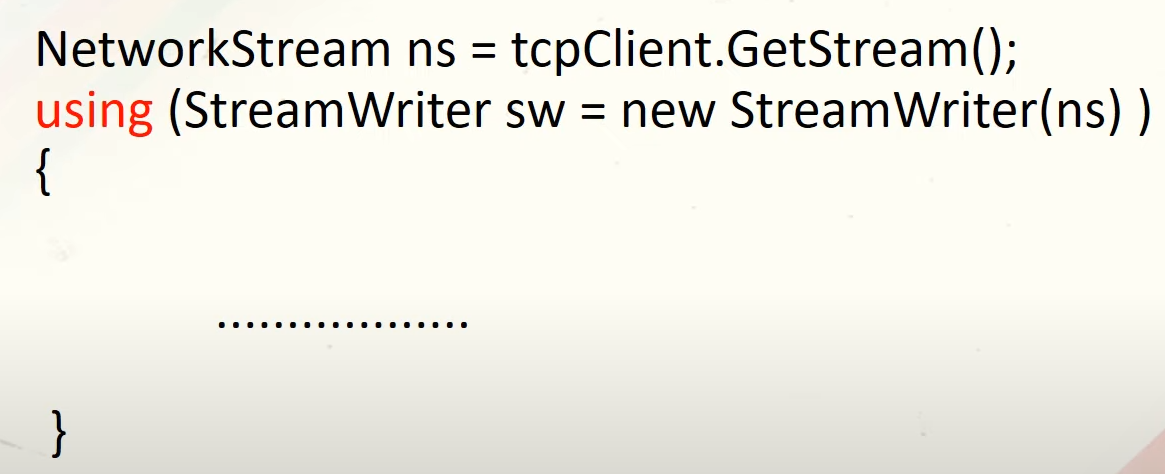 NetworkStream ns = tcpClient.GetStream();
using (StreamWriter sw = new StreamWriter(ns) )
{
..................
}